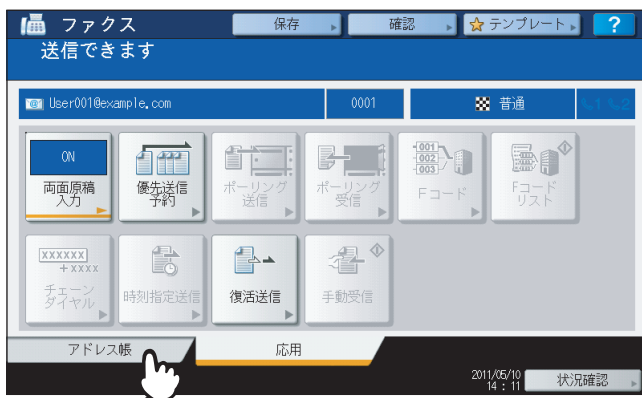 ファクス
保存
確認
テンプレート
?
送信できます
User001@example.com
0001
普通
1 2
ON
両面原稿
入力
優先送信
予約
ポーリング
送信
ポーリング
受信
001
002
003
Fコード
Fコード
リスト
XXXXXX
+XXXX
チェーン
ダイヤル
時刻指定送信
復活送信
手動受信
アドレス帳
応用
2011/05/10
14 : 11
状況確認